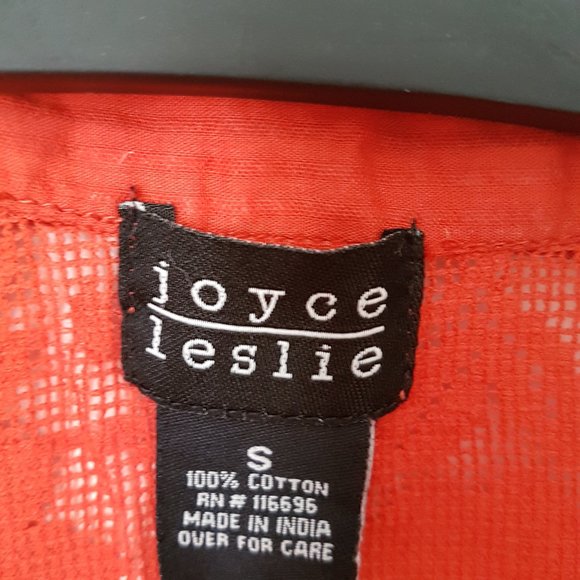 joyce
leslie
S
100% COTTON
RN # 116696
MADE IN INDIA
OVER FOR CARE